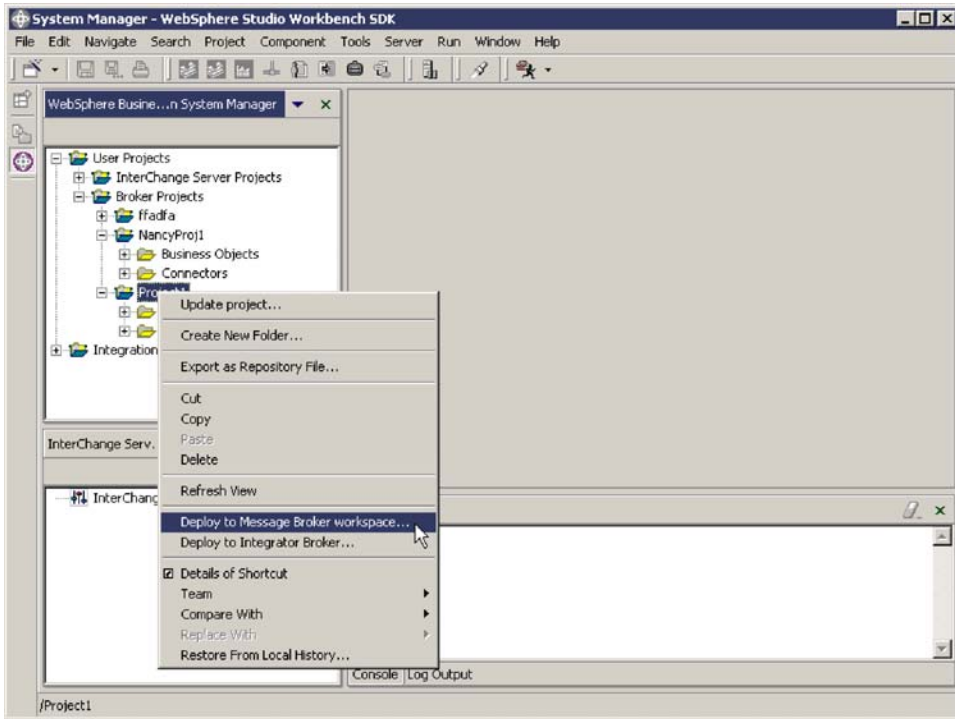 System Manager - WebSphere Studio Workbench SDK
File Edit Navigate Search Project Component Tools Server Run Window Help
WebSphere Busine...n System Manager
User Projects
InterChange Server Projects
Broker Projects
ffadfa
NancyProj1
Business Objects
Connectors
Update project...
Create New Folder...
Integration
Export as Repository File...
Cut
Copy
Paste
Delete
InterChange Serv.
Refresh View
InterChang
Deploy to Message Broker workspace...
Deploy to Integrator Broker...
Details of Shortcut
Team
Compare With
Replace With
Restore From Local History...
Console Log Output
/Project1